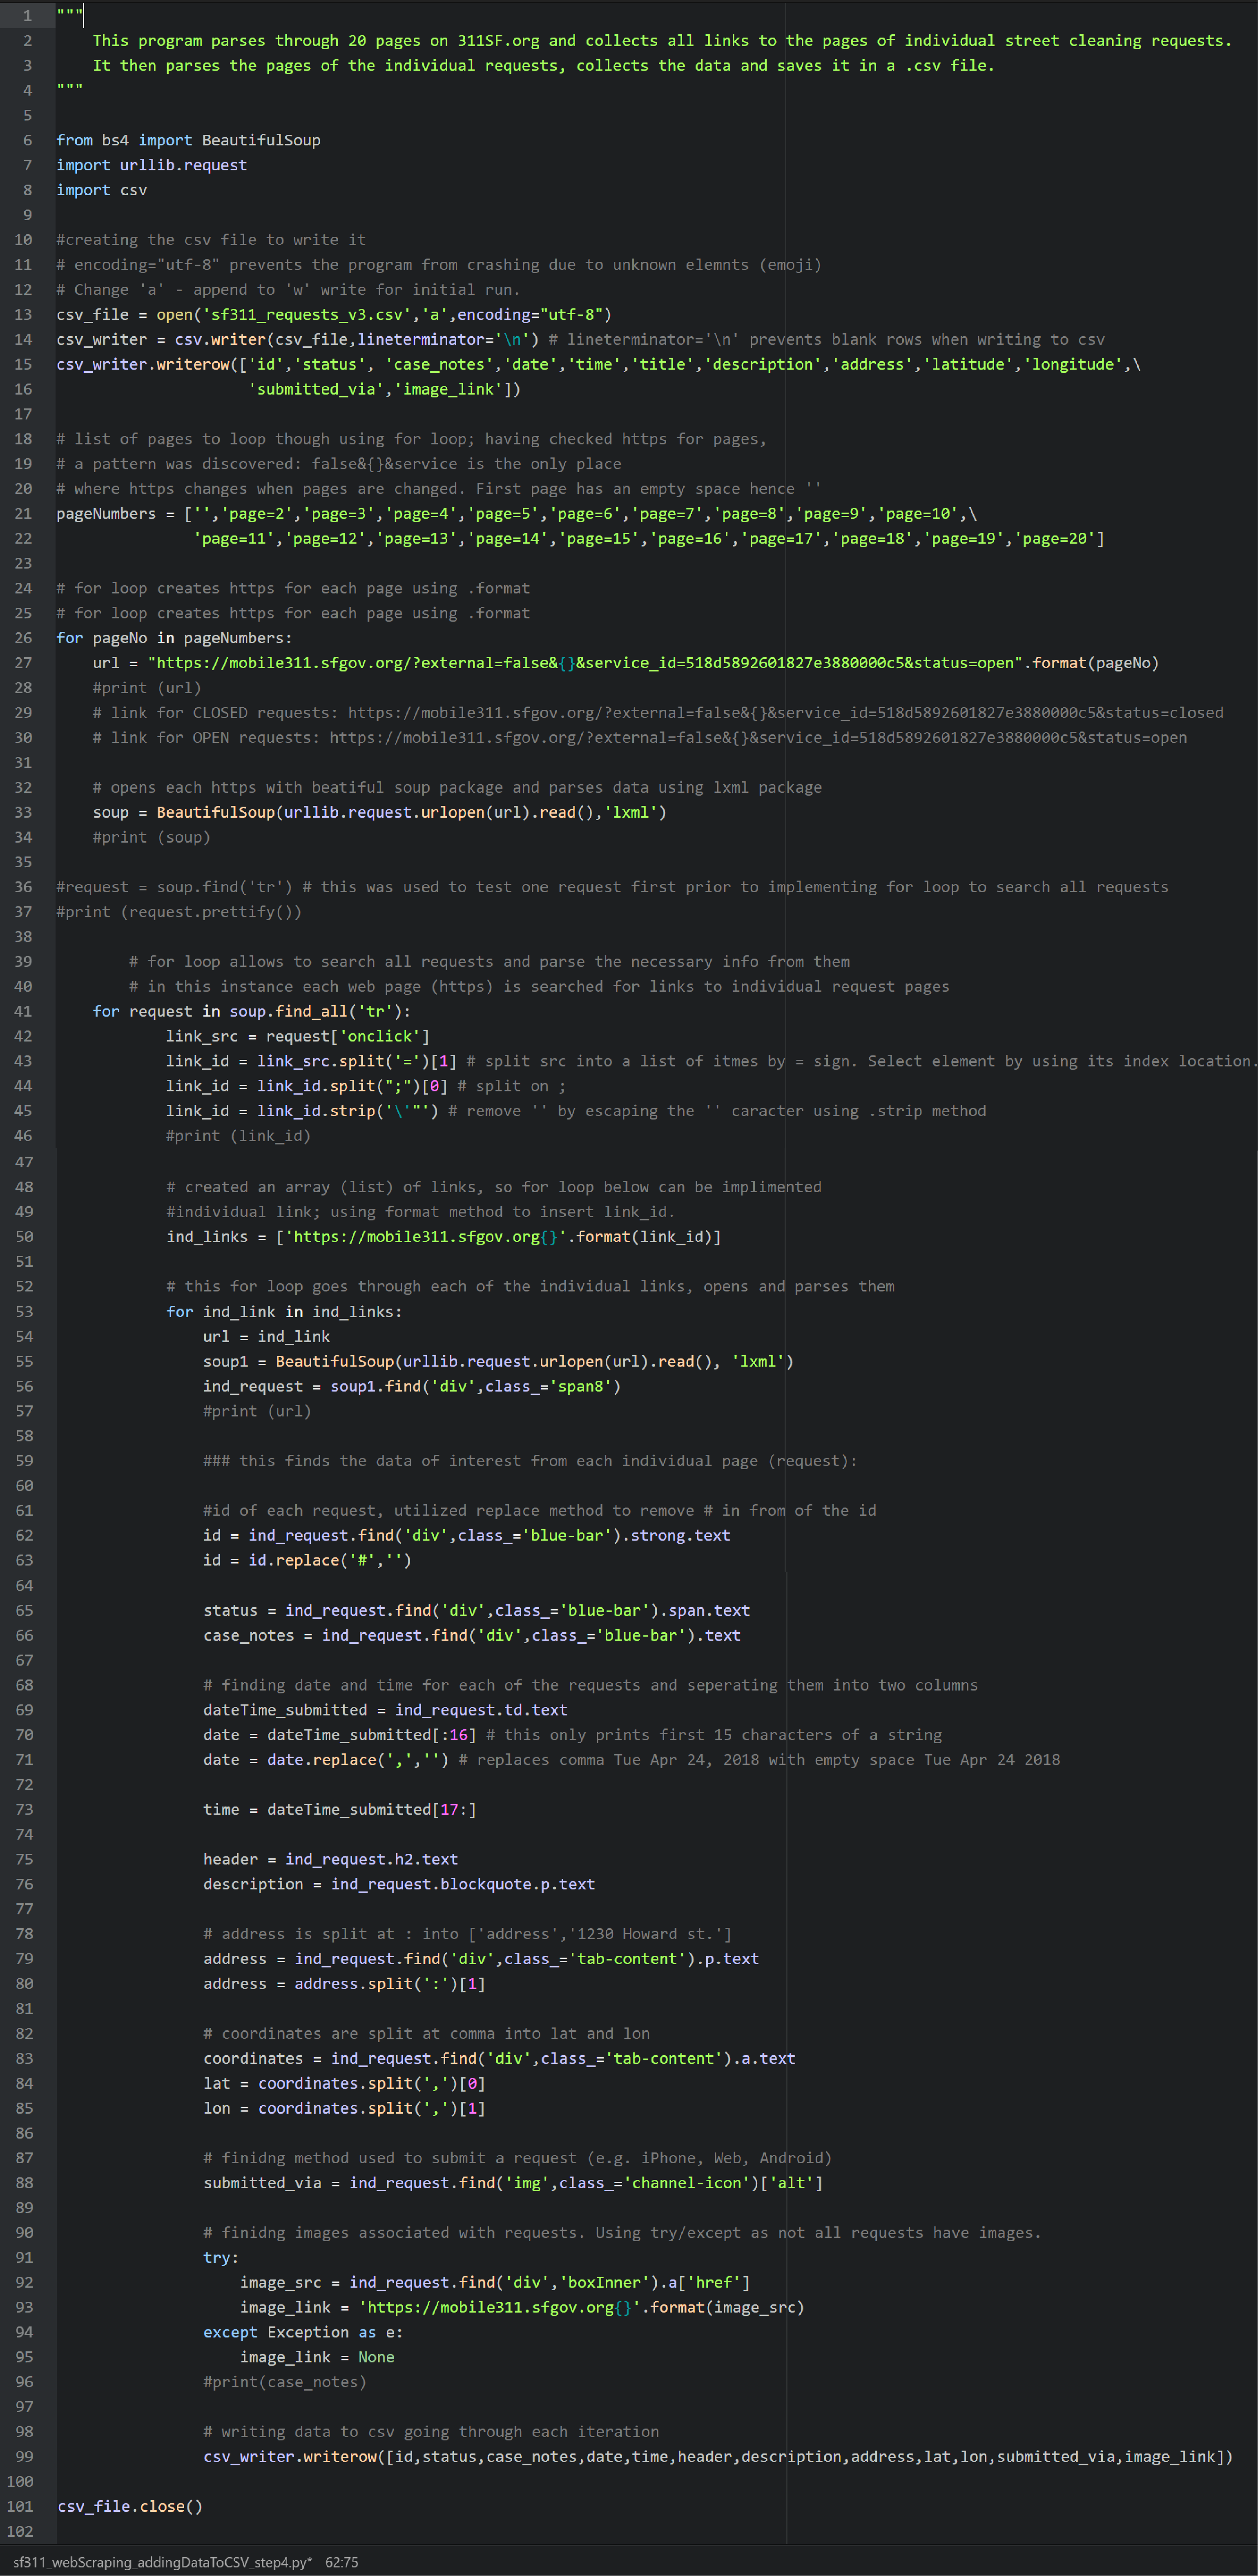 1 """
2 This program parses through 20 pages on 311SF.org and collects all links to the pages of individual street cleaning requests.
3 It then parses the pages of the individual requests, collects the data and saves it in a .csv file.
4 """
5
6 from bs4 import BeautifulSoup
7 import urllib.request
8 import csv
9
10 #creating the csv file to write it
11 # encoding="utf-8" prevents the program from crashing due to unknown elemnts (emoji)
12 # Change 'a' - append to 'w' write for initial run.
13 csv_file = open('sf311_requests_v3.csv','a',encoding="utf-8")
14 csv_writer = csv.writer(csv_file,lineterminator='\n') # lineterminator='\n' prevents blank rows when writing to csv
15 csv_writer.writerow(['id','status', 'case_notes','date','time','title','description','address','latitude','longitude',\
16 'submitted_via','image_link'])
17
18 # list of pages to loop though using for loop; having checked https for pages,
19 # a pattern was discovered: false&{}&service is the only place
20 # where https changes when pages are changed. First page has an empty space hence ''
21 pageNumbers = ['','page=2','page=3','page=4','page=5','page=6','page=7','page=8','page=9','page=10',\
22 'page=11','page=12','page=13','page=14','page=15','page=16','page=17','page=18','page=19','page=20']
23
24 # for loop creates https for each page using .format
25 # for loop creates https for each page using .format
26 for pageNo in pageNumbers:
27 url = "https://mobile311.sfgov.org/?external=false&{}&service_id=518d5892601827e3880000c5&status=open".format(pageNo)
28 #print (url)
29 # link for CLOSED requests: https://mobile311.sfgov.org/?external=false&{}&service_id=518d5892601827e3880000c5&status=closed
30 # link for OPEN requests: https://mobile311.sfgov.org/?external=false&{}&service_id=518d5892601827e3880000c5&status=open
31
32 # opens each https with beatiful soup package and parses data using lxml package
33 soup = BeautifulSoup(urllib.request.urlopen(url).read(),'lxml')
34 #print (soup)
35
36 #request = soup.find('tr') # this was used to test one request first prior to implementing for loop to search all requests
37 #print (request.prettify())
38
39 # for loop allows to search all requests and parse the necessary info from them
40 # in this instance each web page (https) is searched for links to individual request pages
41 for request in soup.find_all('tr'):
42 link_src = request['onclick']
43 link_id = link_src.split('=')[1] # split src into a list of itmes by = sign. Select element by using its index location.
44 link_id = link_id.split(";")[0] # split on ;
45 link_id = link_id.strip('\'"') # remove '' by escaping the '' caracter using .strip method
46 #print (link_id)
47
48 # created an array (list) of links, so for loop below can be implimented
49 #individual link; using format method to insert link_id.
50 ind_links = ['https://mobile311.sfgov.org{}'.format(link_id)]
51
52 # this for loop goes through each of the individual links, opens and parses them
53 for ind_link in ind_links:
54 url = ind_link
55 soup1 = BeautifulSoup(urllib.request.urlopen(url).read(), 'lxml')
56 ind_request = soup1.find('div',class_='span8')
57 #print (url)
58
59 ### this finds the data of interest from each individual page (request):
60
61 #id of each request, utilized replace method to remove # in from of the id
62 id = ind_request.find('div',class_='blue-bar').strong.text
63 id = id.replace('#','')
64
65 status = ind_request.find('div',class_='blue-bar').span.text
66 case_notes = ind_request.find('div',class_='blue-bar').text
67
68 # finding date and time for each of the requests and seperating them into two columns
69 dateTime_submitted = ind_request.td.text
70 date = dateTime_submitted[:16] # this only prints first 15 characters of a string
71 date = date.replace(',','') # replaces comma Tue Apr 24, 2018 with empty space Tue Apr 24 2018
72
73 time = dateTime_submitted[17:]
74
75 header = ind_request.h2.text
76 description = ind_request.blockquote.p.text
77
78 # address is split at : into ['address','1230 Howard st.']
79 address = ind_request.find('div',class_='tab-content').p.text
80 address = address.split(':')[1]
81
82 # coordinates are split at comma into lat and lon
83 coordinates = ind_request.find('div',class_='tab-content').a.text
84 lat = coordinates.split(',')[0]
85 lon = coordinates.split(',')[1]
86
87 # finidng method used to submit a request (e.g. iPhone, Web, Android)
88 submitted_via = ind_request.find('img',class_='channel-icon')['alt']
89
90 # finidng images associated with requests. Using try/except as not all requests have images.
91 try:
92 image_src = ind_request.find('div','boxInner').a['href']
93 image_link = 'https://mobile311.sfgov.org{}'.format(image_src)
94 except Exception as e:
95 image_link = None
96 #print(case_notes)
97
98 # writing data to csv going through each iteration
99 csv_writer.writerow([id,status,case_notes,date,time,header,description,address,lat,lon,submitted_via,image_link])
100
101 csv_file.close()
102
sf311_webScraping_addingDataToCSV_step4.py* 62:75